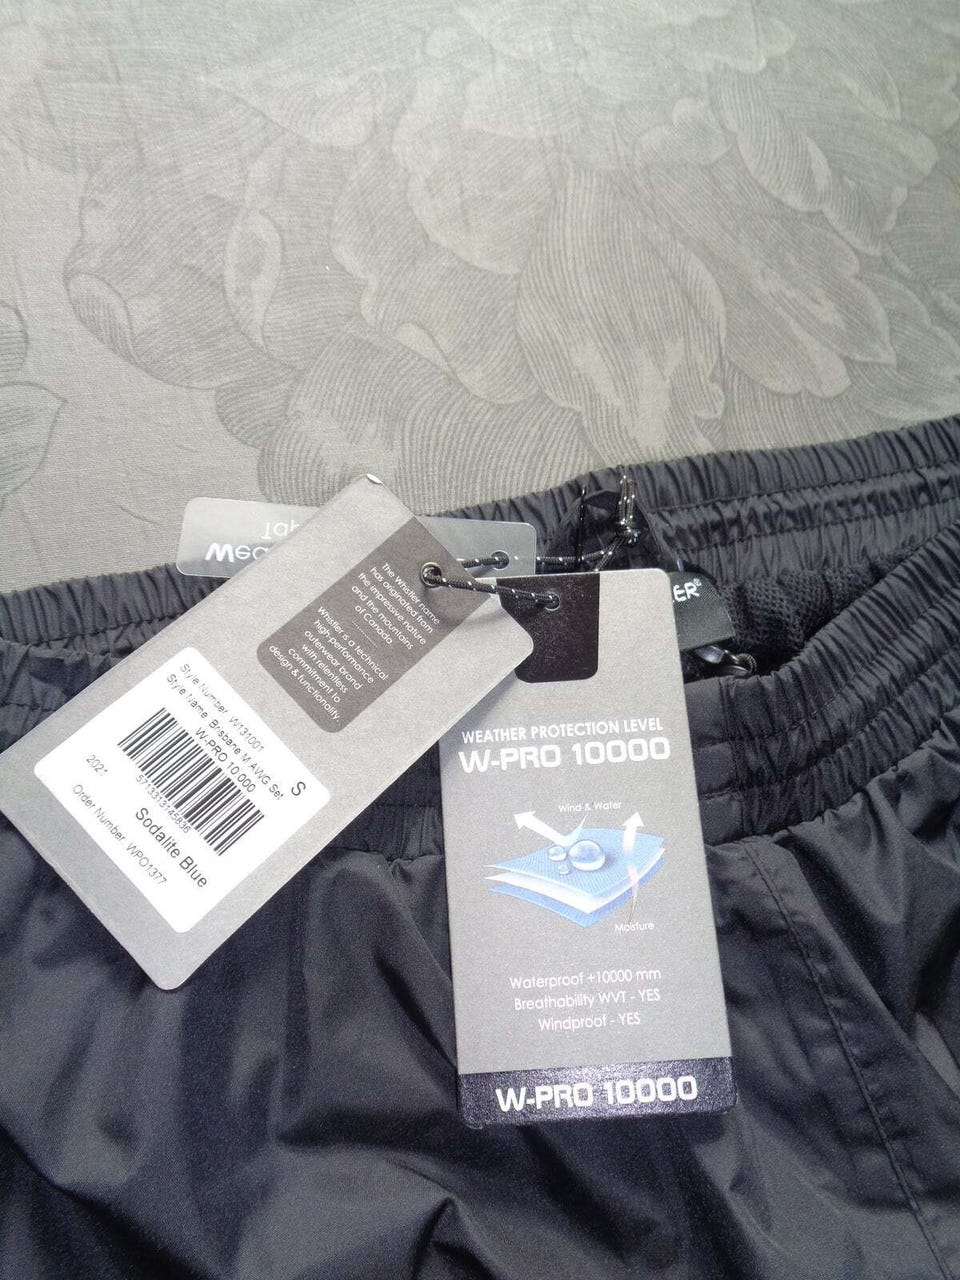 The Whistler name
has originated from
the impressive nature
and the mountains
of Canada.
Whistler is a technical
high-performance
outerwear brand
with relentless
commitment to
design & functionality.
Style Number W131001
Style Name Brisbane M AWG Set
W-PRO 10.000
S
5713313145836
2021
Sodalite Blue
Order Number WPO1377
WEATHER PROTECTION LEVEL
W-PRO 10000
Wind & Water
Moisture
Waterproof +10000 mm
Breathability WVT - YES
Windproof - YES
W-PRO 10000